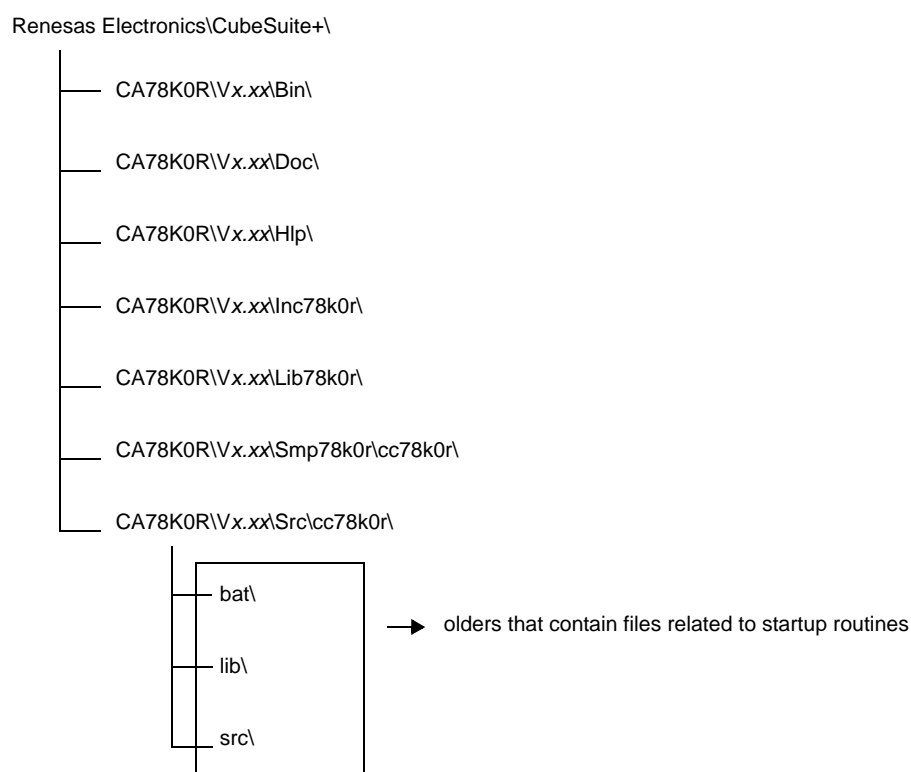 Renesas Electronics\CubeSuite+\
CA78K0R\Vx.xx\Bin\
CA78K0R\Vx.xx\Doc\
CA78K0R\Vx.xx\Hlp\
CA78K0R\Vx.xx\Inc78k0r\
CA78K0R\Vx.xx\Lib78k0r\
CA78K0R\Vx.xx\Smp78k0r\cc78k0r\
CA78K0R\Vx.xx\Src\cc78k0r\
bat\
olders that contain files related to startup routines
lib\
src\